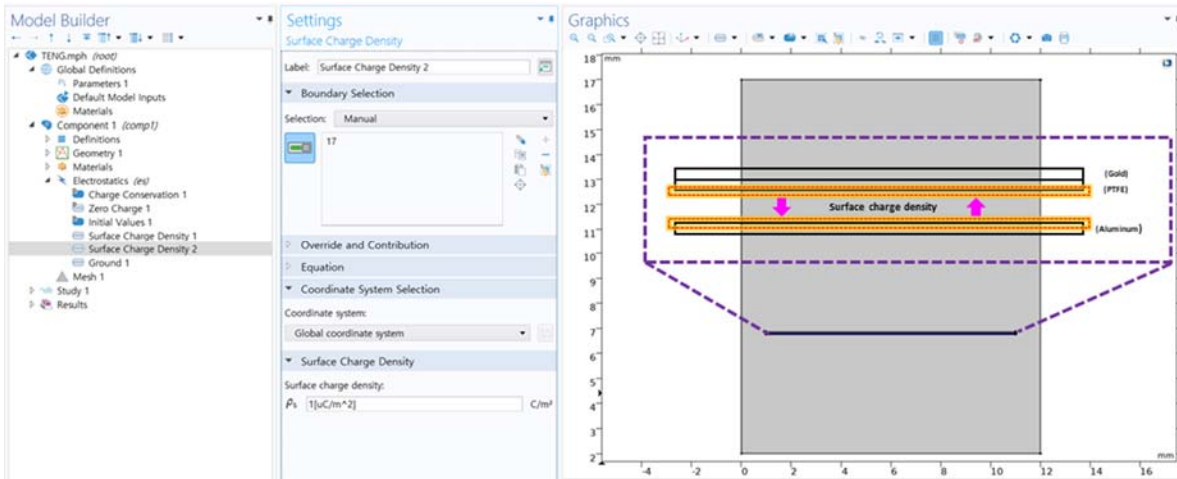 Model Builder
TENG.mph (root)
Global Definitions
Parameters 1
Default Model Inputs
Materials
Component 1 (comp1)
Definitions
Geometry 1
Materials
Electrostatics (es)
Charge Conservation 1
Zero Charge 1
Initial Values 1
Surface Charge Density 1
Surface Charge Density 2
Ground 1
Mesh 1
Study 1
Results
Settings
Surface Charge Density
Label: Surface Charge Density 2
Boundary Selection
Selection: Manual
17
Override and Contribution
Equation
Coordinate System Selection
Coordinate system:
Global coordinate system
Surface Charge Density
Surface charge density:
ρs 1[uC/m^2] C/m²
Graphics
18 mm
17
16
15
14
13
12
11
10
9
8
7
6
5
4
3
2
(Gold)
(PTFE)
Surface charge density
(Aluminum)
mm
-4 -2 0 2 4 6 8 10 12 14 16